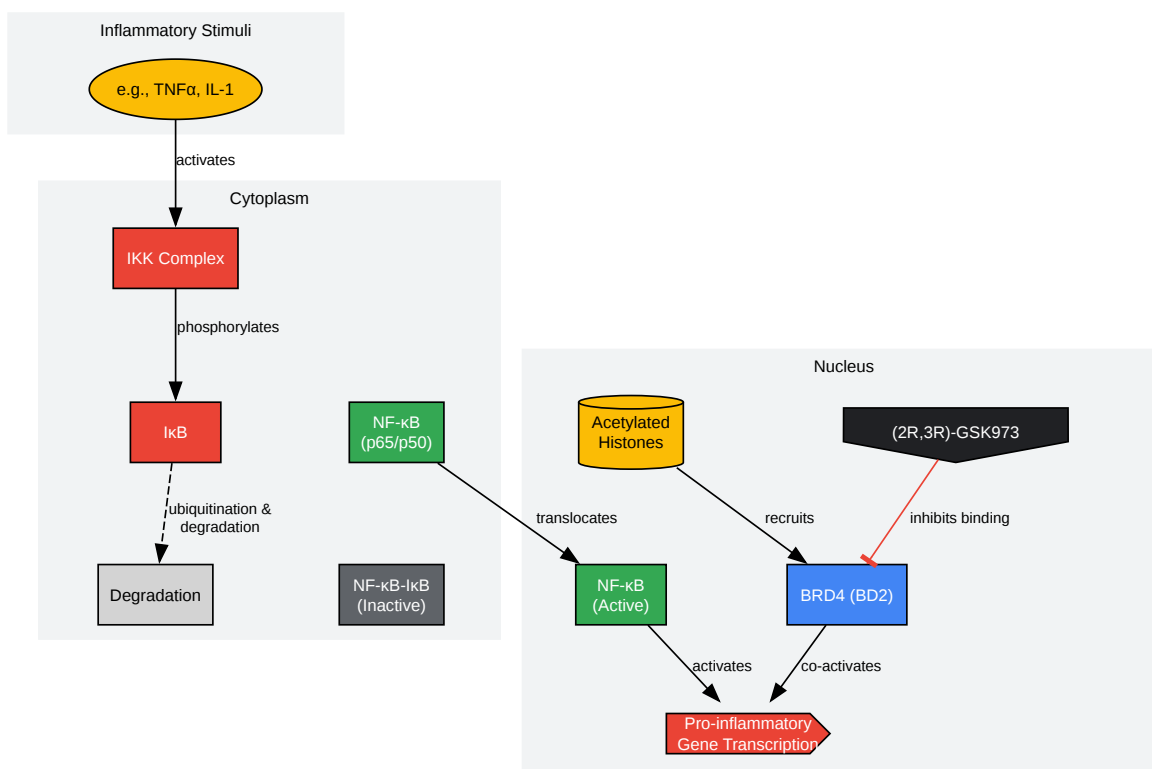 Inflammatory Stimuli
e.g., TNFα, IL-1
activates
Cytoplasm
IKK Complex
phosphorylates
IκB
NF-κB
(p65/p50)
ubiquitination &
degradation
Degradation
NF-κB-IκB
(Inactive)
translocates
Nucleus
Acetylated
Histones
(2R,3R)-GSK973
recruits
inhibits binding
NF-κB
(Active)
BRD4 (BD2)
activates
co-activates
Pro-inflammatory
Gene Transcription